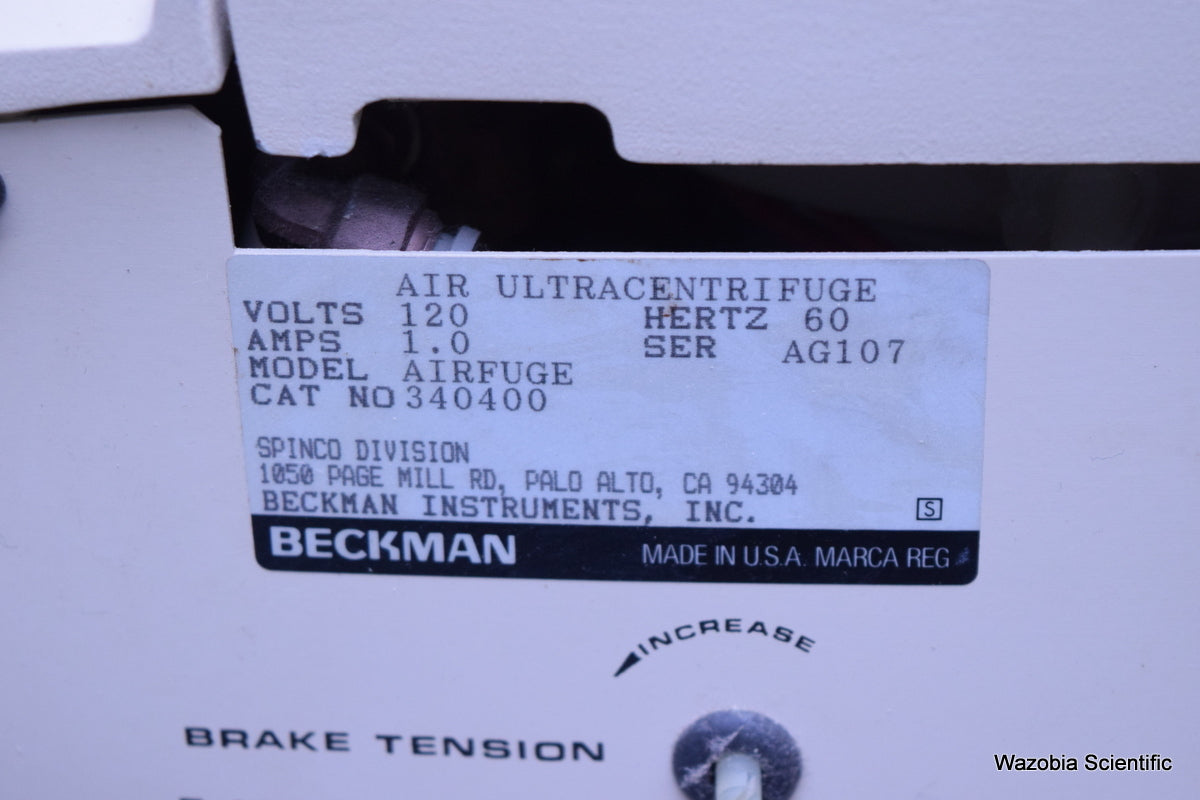 AIR ULTRACENTRIFUGE
VOLTS 120 HERTZ 60
AMPS 1.0 SER AG107
MODEL AIRFUGE
CAT NO 340400
SPINCO DIVISION
1050 PAGE MILL RD, PALO ALTO, CA 94304
BECKMAN INSTRUMENTS, INC.
S
BECKMAN MADE IN U.S.A. MARCA REG
INCREASE
BRAKE TENSION
Wazobia Scientific